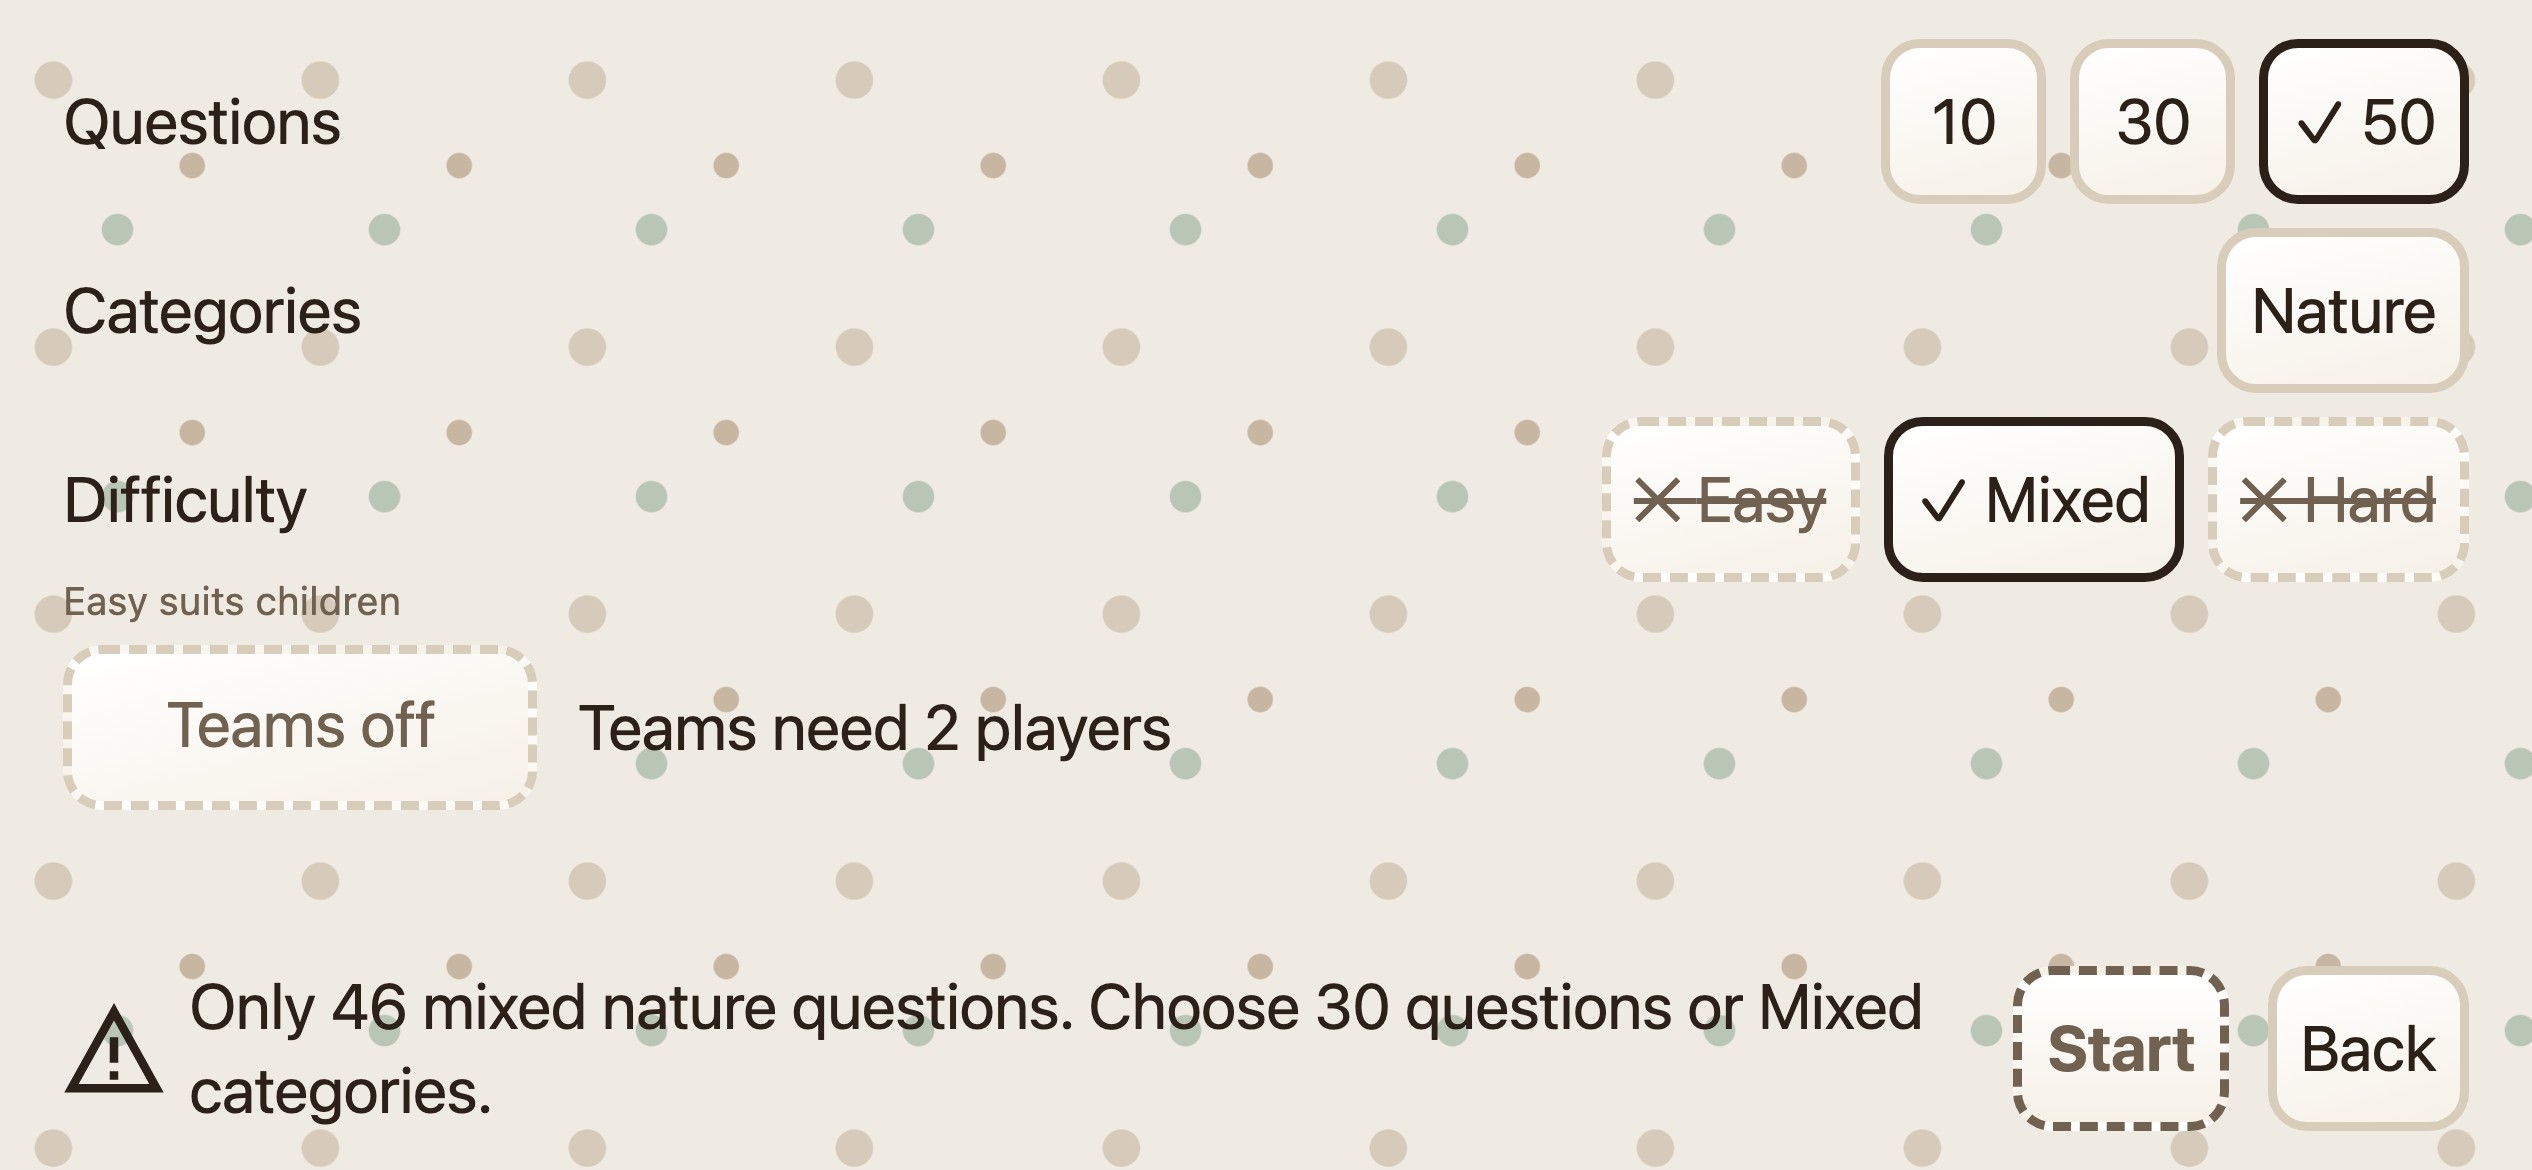 Questions
10
30
✓ 50
Categories
Nature
Difficulty
Easy
✓ Mixed
Hard
Easy suits children
Teams off
Teams need 2 players
Only 46 mixed nature questions. Choose 30 questions or Mixed
categories.
Start
Back